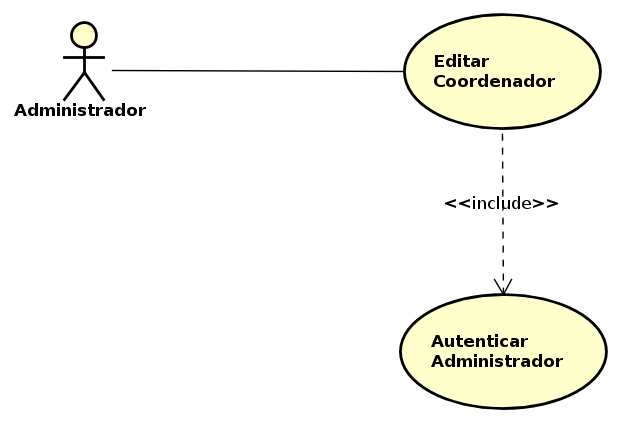 Administrador
Editar
Coordenador
<<include>>
Autenticar
Administrador